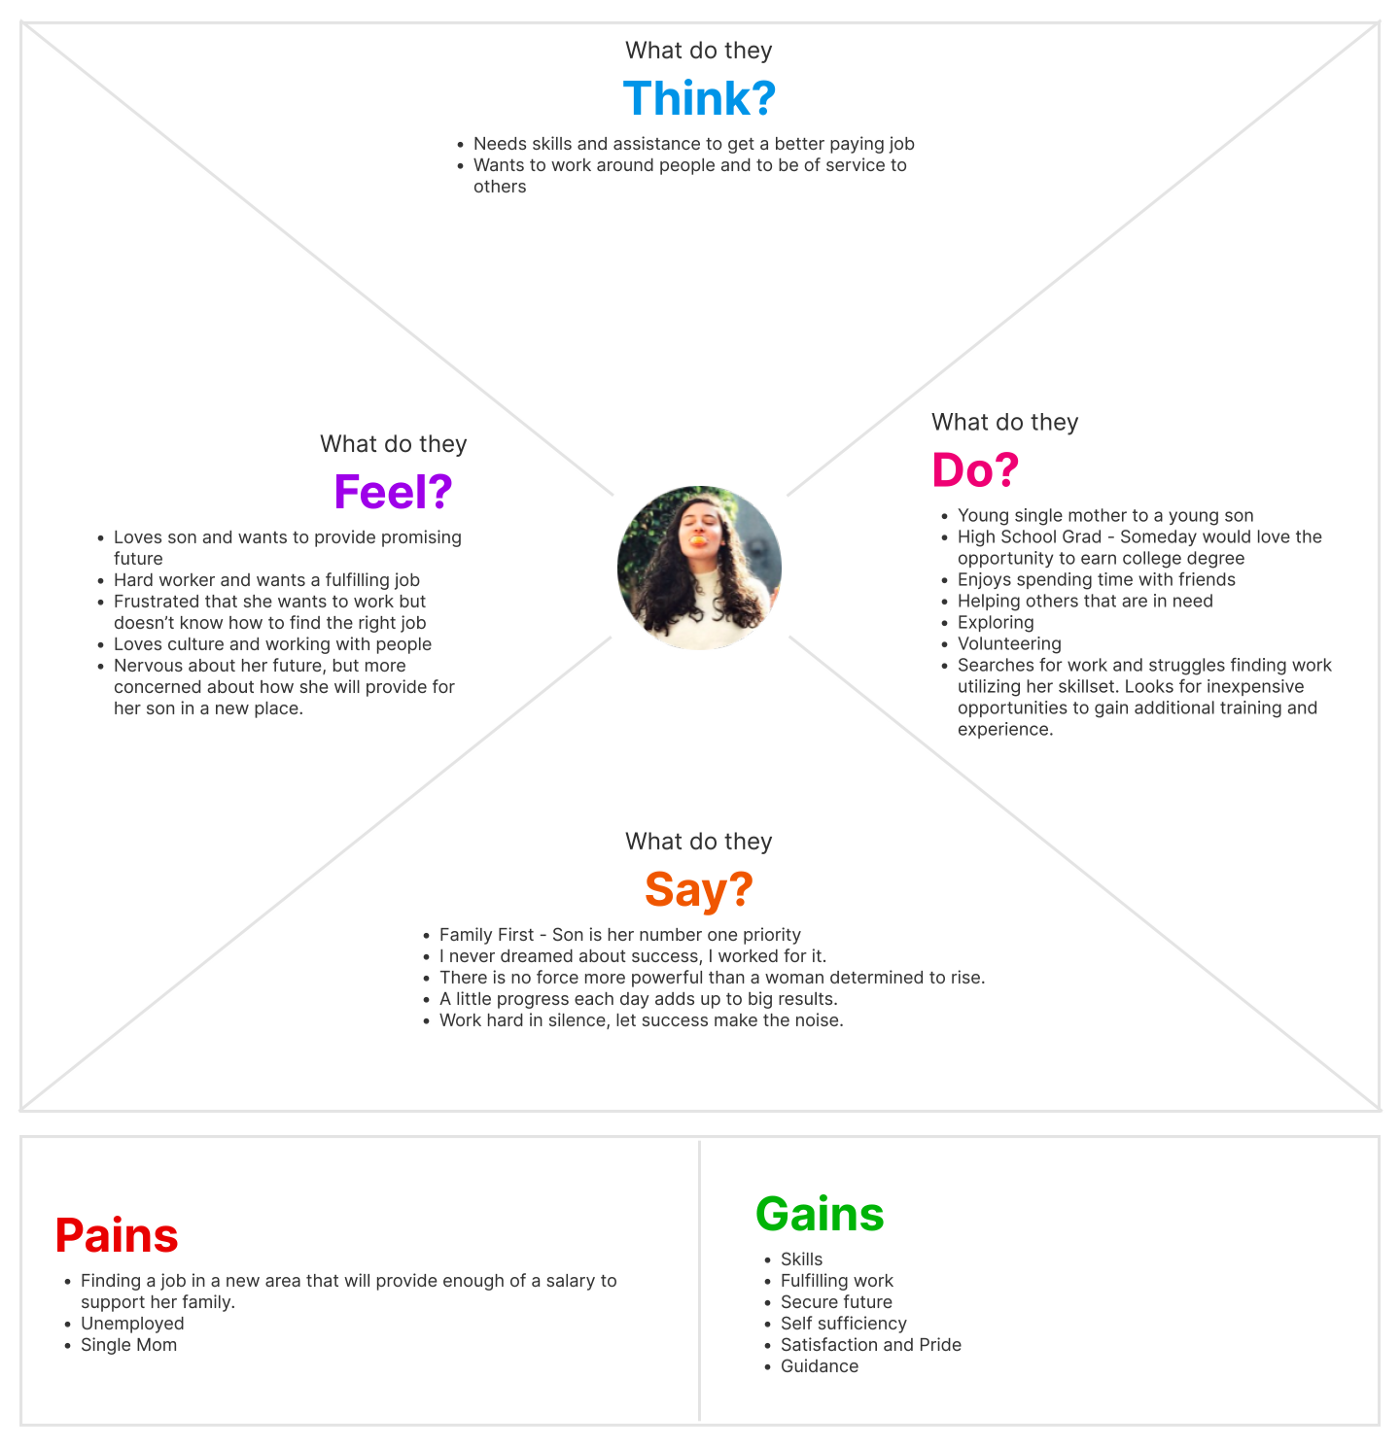 What do they
Think?
• Needs skills and assistance to get a better paying job
• Wants to work around people and to be of service to
others
What do they
Feel?
• Loves son and wants to provide promising
future
• Hard worker and wants a fulfilling job
• Frustrated that she wants to work but
doesn’t know how to find the right job
• Loves culture and working with people
• Nervous about her future, but more
concerned about how she will provide for
her son in a new place.
What do they
Do?
• Young single mother to a young son
• High School Grad - Someday would love the
opportunity to earn college degree
• Enjoys spending time with friends
• Helping others that are in need
• Exploring
• Volunteering
• Searches for work and struggles finding work
utilizing her skillset. Looks for inexpensive
opportunities to gain additional training and
experience.
What do they
Say?
• Family First - Son is her number one priority
• I never dreamed about success, I worked for it.
• There is no force more powerful than a woman determined to rise.
• A little progress each day adds up to big results.
• Work hard in silence, let success make the noise.
Pains
• Finding a job in a new area that will provide enough of a salary to
support her family.
• Unemployed
• Single Mom
Gains
• Skills
• Fulfilling work
• Secure future
• Self sufficiency
• Satisfaction and Pride
• Guidance